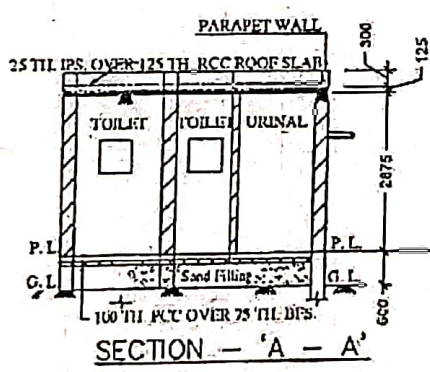 PARAPET WALL
25 TH. IPS. OVER 125 TH. RCC ROOF SLAB
300
125
TOILET TOILET URINAL
2875
P.L. P.L.
Sand Filling
G.L. G.L.
600
100 TH. PCC OVER 75 TH. BFS.
SECTION - 'A - A'